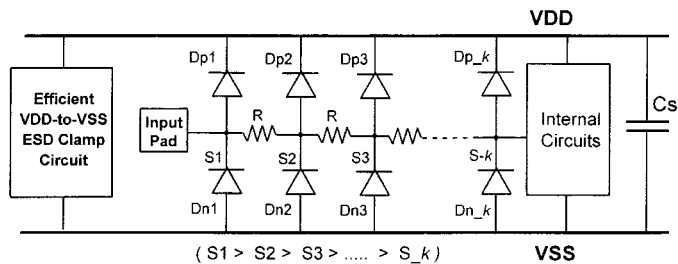 VDD
Dp1
Dp2
Dp3
Dp_k
Efficient
VDD-to-VSS
ESD Clamp
Circuit
Input
Pad
R
R
Internal
Circuits
Cs
S1
S2
S3
S-k
Dn1
Dn2
Dn3
Dn_k
( S1 > S2 > S3 > ..... > S_k )
VSS